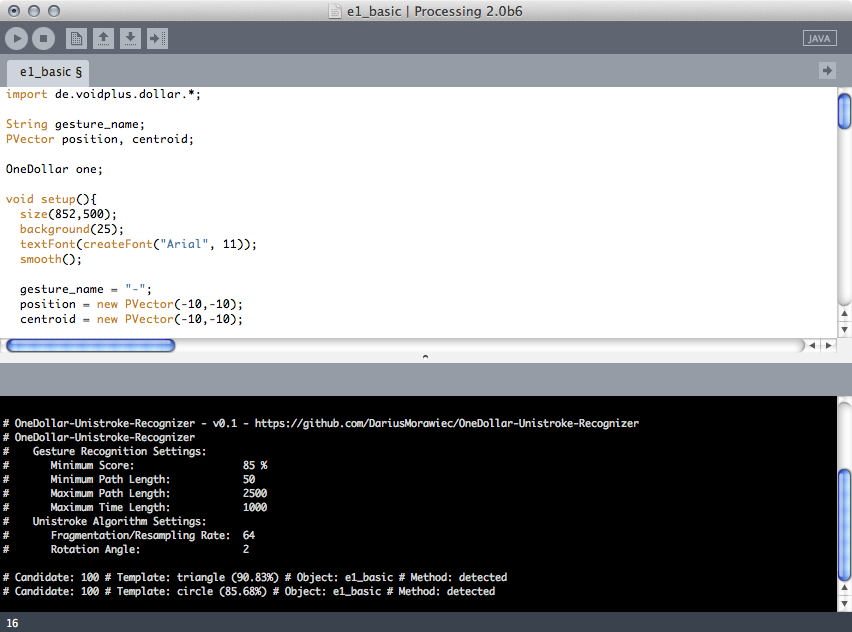 e1_basic | Processing 2.0b6
JAVA
e1_basic §
import de.voidplus.dollar.*;
String gesture_name;
PVector position, centroid;
OneDollar one;
void setup(){
  size(852,500);
  background(25);
  textFont(createFont("Arial", 11));
  smooth();
  gesture_name = "-";
  position = new PVector(-10,-10);
  centroid = new PVector(-10,-10);
# OneDollar-Unistroke-Recognizer - v0.1 - https://github.com/DariusMorawiec/OneDollar-Unistroke-Recognizer
# OneDollar-Unistroke-Recognizer
#    Gesture Recognition Settings:
#       Minimum Score:                  85 %
#       Minimum Path Length:            50
#       Maximum Path Length:            2500
#       Maximum Time Length:            1000
#    Unistroke Algorithm Settings:
#       Fragmentation/Resampling Rate:  64
#       Rotation Angle:                 2
# Candidate: 100 # Template: triangle (90.83%) # Object: e1_basic # Method: detected
# Candidate: 100 # Template: circle (85.68%) # Object: e1_basic # Method: detected
16